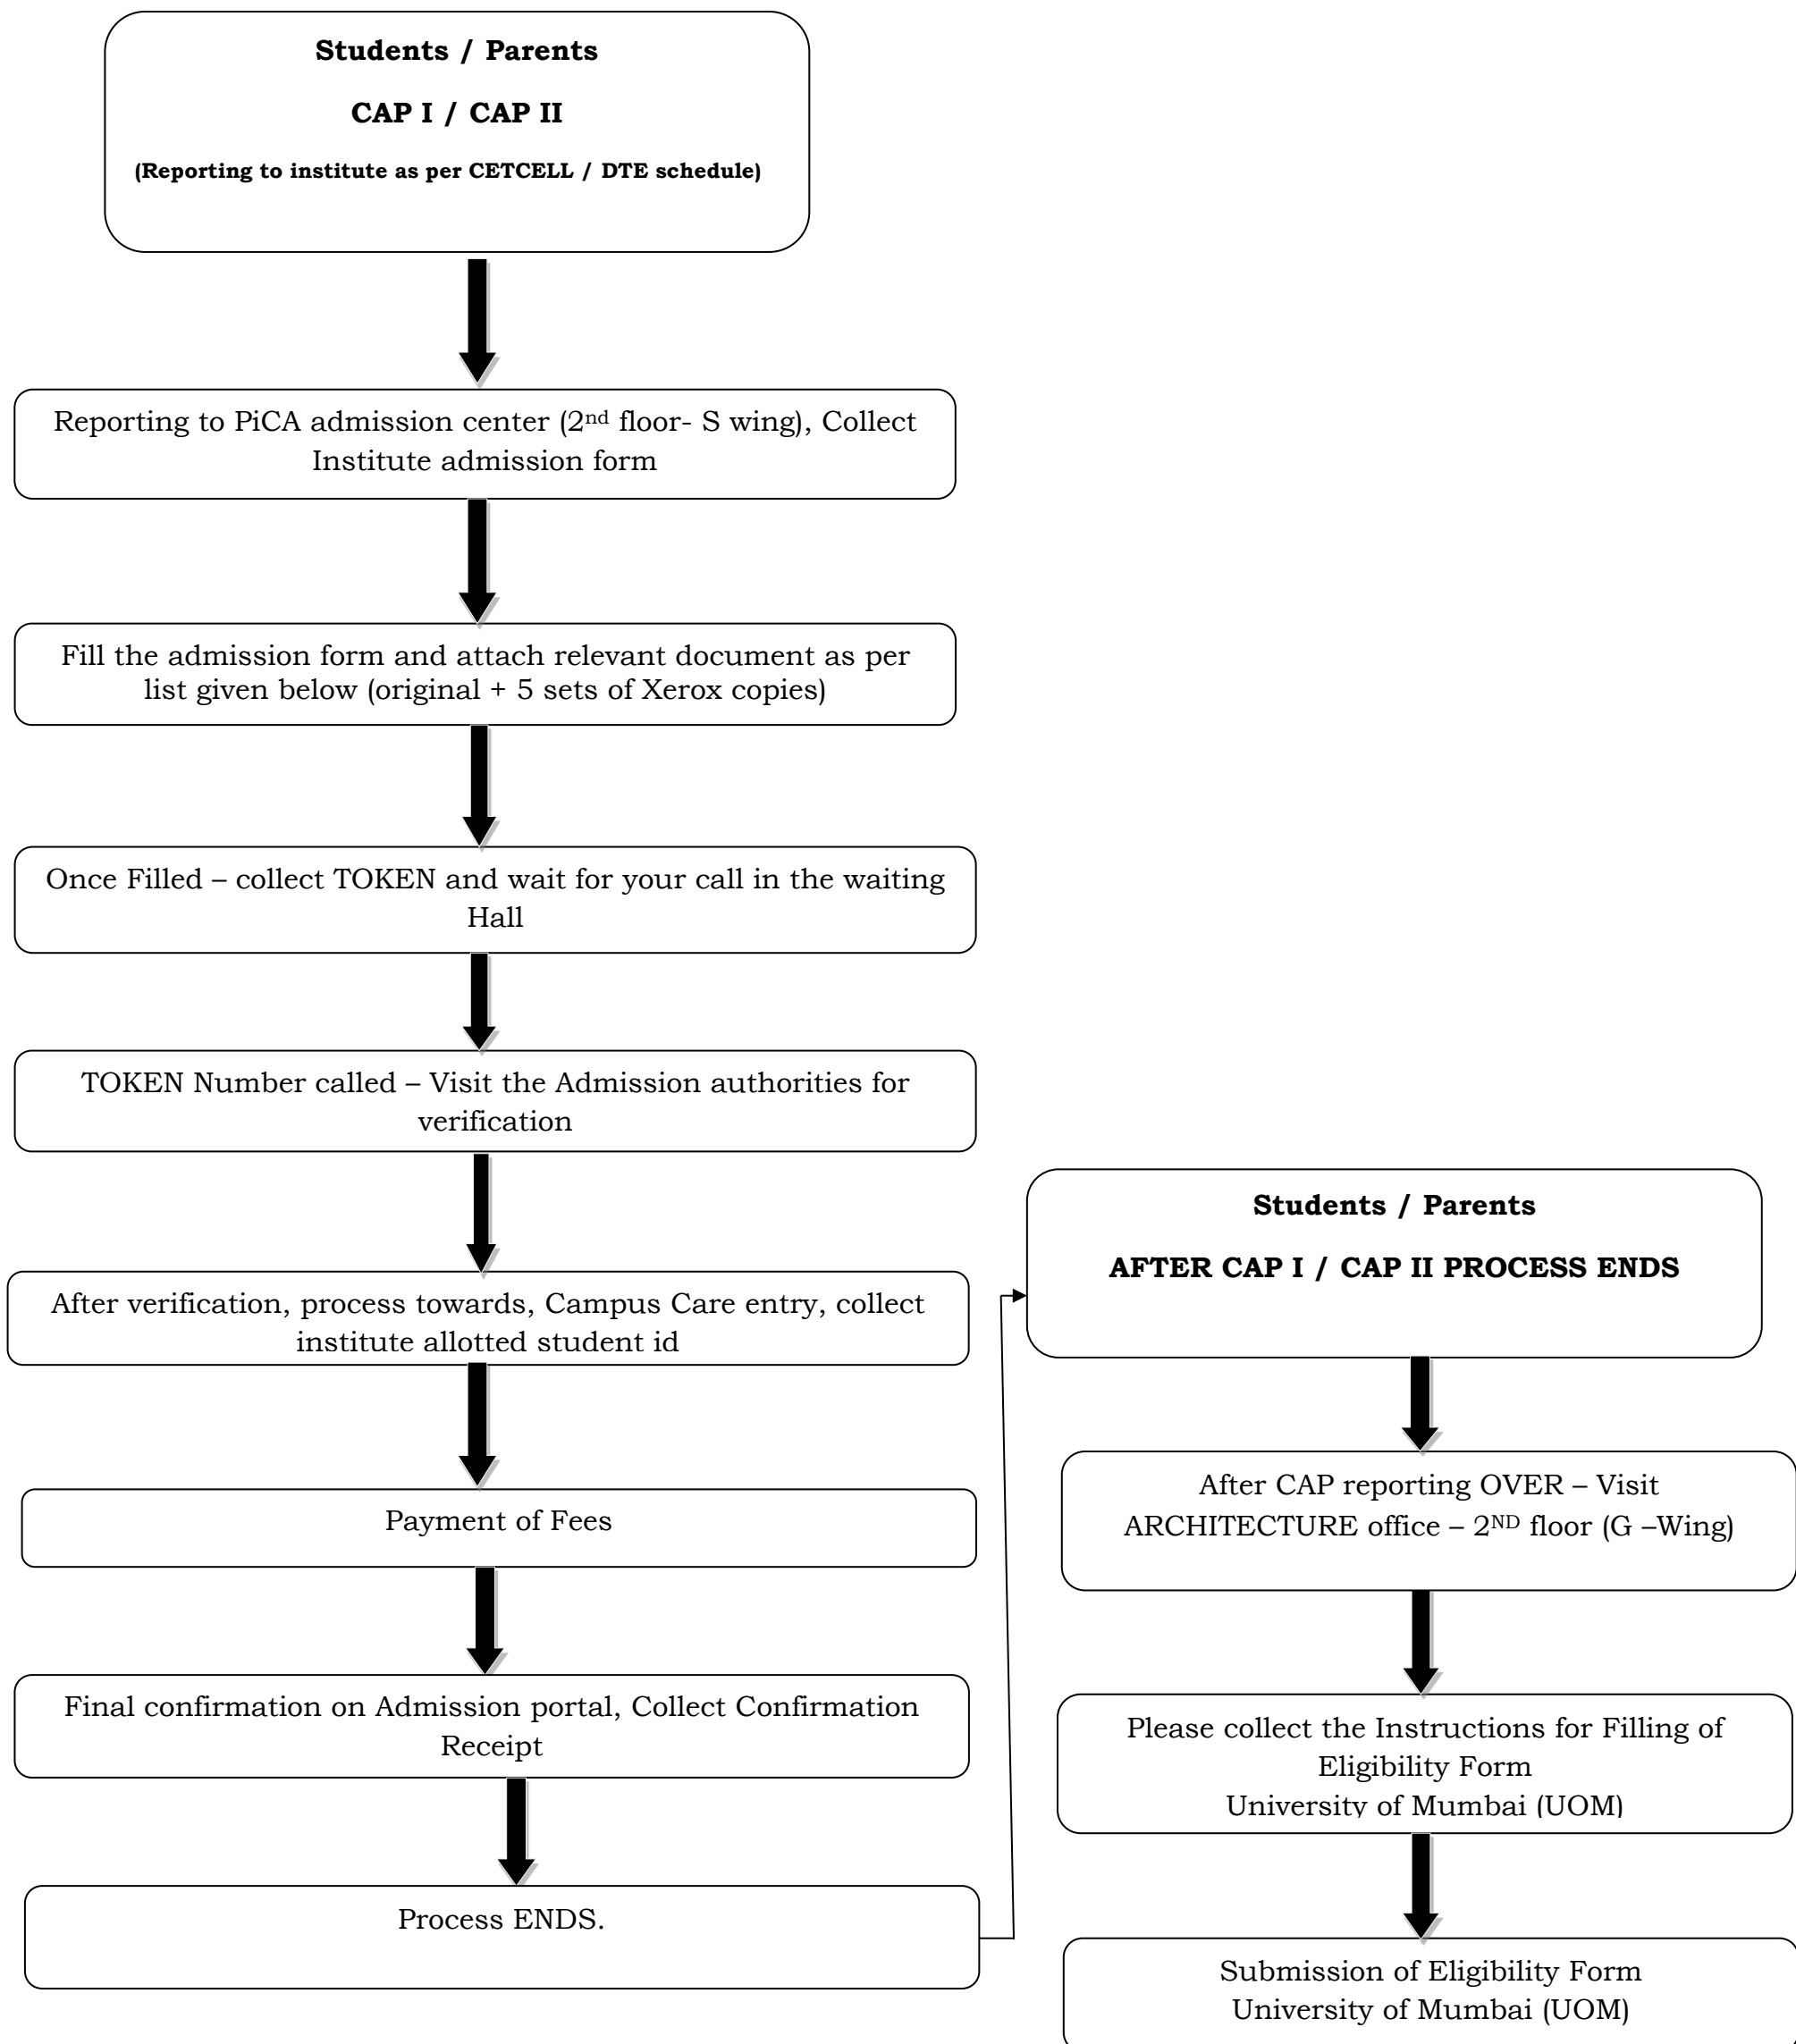 Students / Parents
CAP I / CAP II
(Reporting to institute as per CETCELL / DTE schedule)
Reporting to PiCA admission center (2nd floor- S wing), Collect
Institute admission form
Fill the admission form and attach relevant document as per
list given below (original + 5 sets of Xerox copies)
Once Filled – collect TOKEN and wait for your call in the waiting
Hall
TOKEN Number called – Visit the Admission authorities for
verification
After verification, process towards, Campus Care entry, collect
institute allotted student id
Payment of Fees
Final confirmation on Admission portal, Collect Confirmation
Receipt
Process ENDS.
Students / Parents
AFTER CAP I / CAP II PROCESS ENDS
After CAP reporting OVER – Visit
ARCHITECTURE office – 2ND floor (G –Wing)
Please collect the Instructions for Filling of
Eligibility Form
University of Mumbai (UOM)
Submission of Eligibility Form
University of Mumbai (UOM)